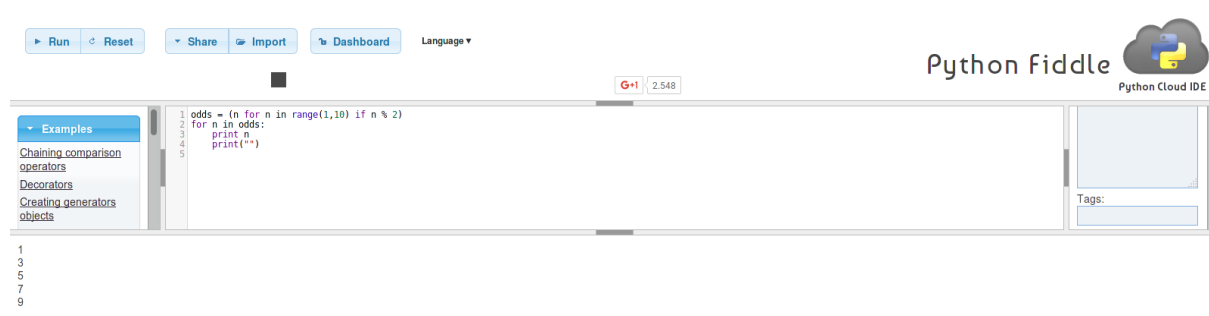 Run Reset Share Import Dashboard Language ▾
Python Fiddle
Python Cloud IDE
G+1 2.548
Examples
Chaining comparison
operators
Decorators
Creating generators
objects
1 odds = (n for n in range(1,10) if n % 2)
2 for n in odds:
3     print n
4     print("")
5
Tags:
1
3
5
7
9